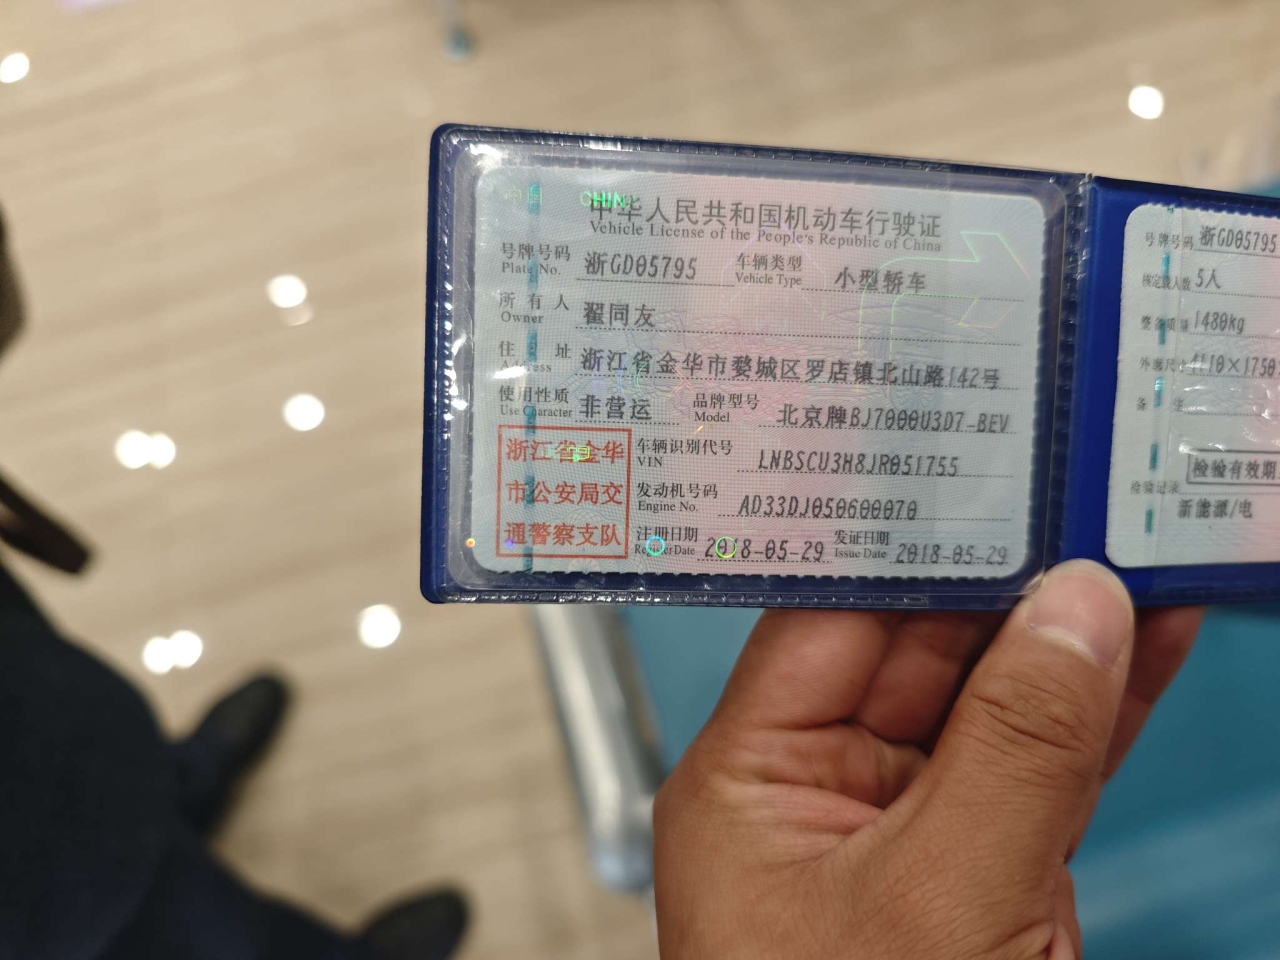 中国 CHIN
中华人民共和国机动车行驶证
Vehicle License of the People's Republic of China
号牌号码 浙GD05795 车辆类型 小型轿车
Plate No. Vehicle Type
所有人 翟同友
Owner
住址 浙江省金华市婺城区罗店镇北山路142号
Address
使用性质 非营运 品牌型号 北京牌BJ7000U3D7-BEV
Use Character Model
浙江省金华
市公安局交
通警察支队
车辆识别代号 LNBSCU3H8JR051755
VIN
发动机号码 AD33DJ050600070
Engine No.
注册日期 2018-05-29 发证日期 2018-05-29
Register Date Issue Date
号牌号码 浙GD05795
核定载人数 5人
整备质量 1480kg
外廓尺寸 4110×1750
备注
检验有效期
检验记录
新能源/电